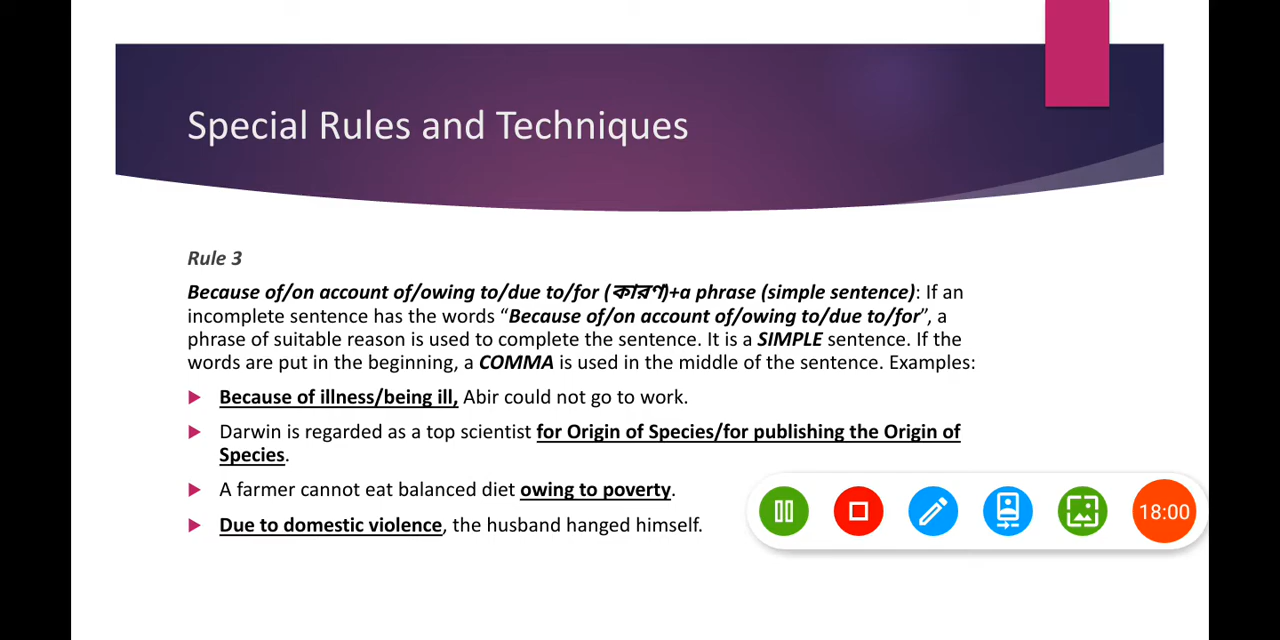 Special Rules and Techniques
Rule 3
Because of/on account of/owing to/due to/for (কারণ)+a phrase (simple sentence): If an
incomplete sentence has the words “Because of/on account of/owing to/due to/for”, a
phrase of suitable reason is used to complete the sentence. It is a SIMPLE sentence. If the
words are put in the beginning, a COMMA is used in the middle of the sentence. Examples:
Because of illness/being ill, Abir could not go to work.
Darwin is regarded as a top scientist for Origin of Species/for publishing the Origin of
Species.
A farmer cannot eat balanced diet owing to poverty.
Due to domestic violence, the husband hanged himself.
18:00